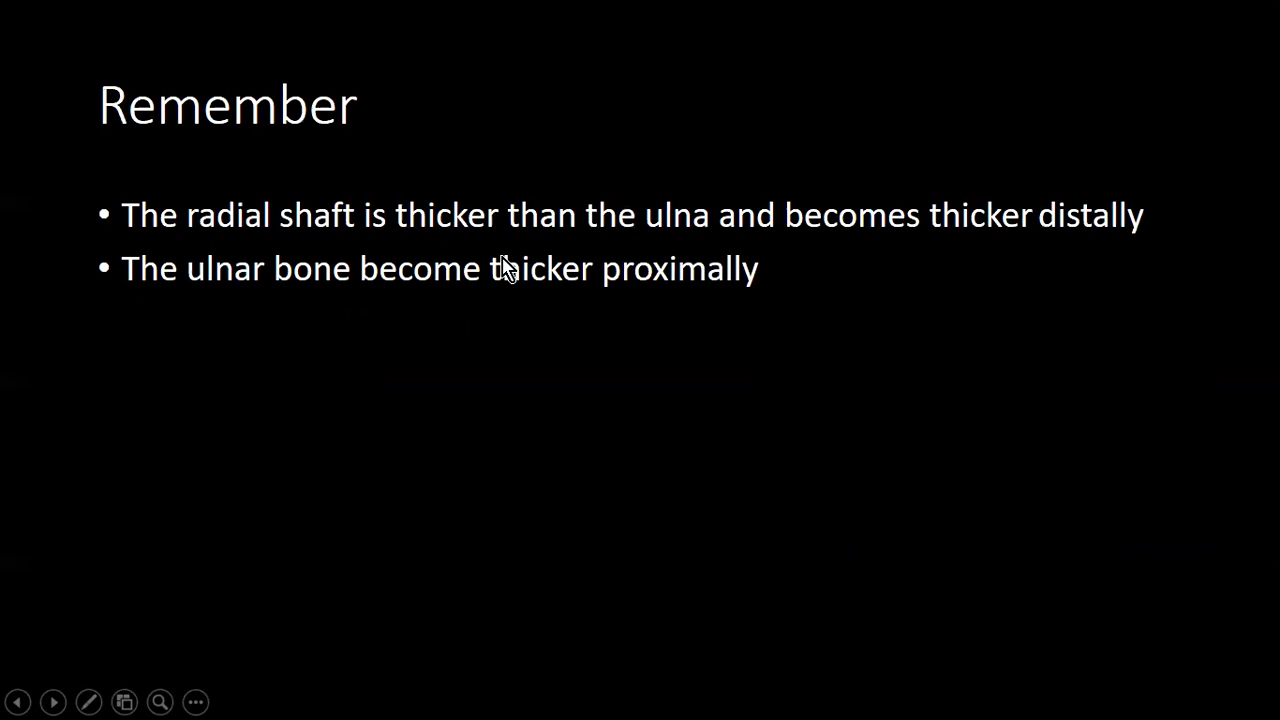 Remember
• The radial shaft is thicker than the ulna and becomes thicker distally
• The ulnar bone become thicker proximally